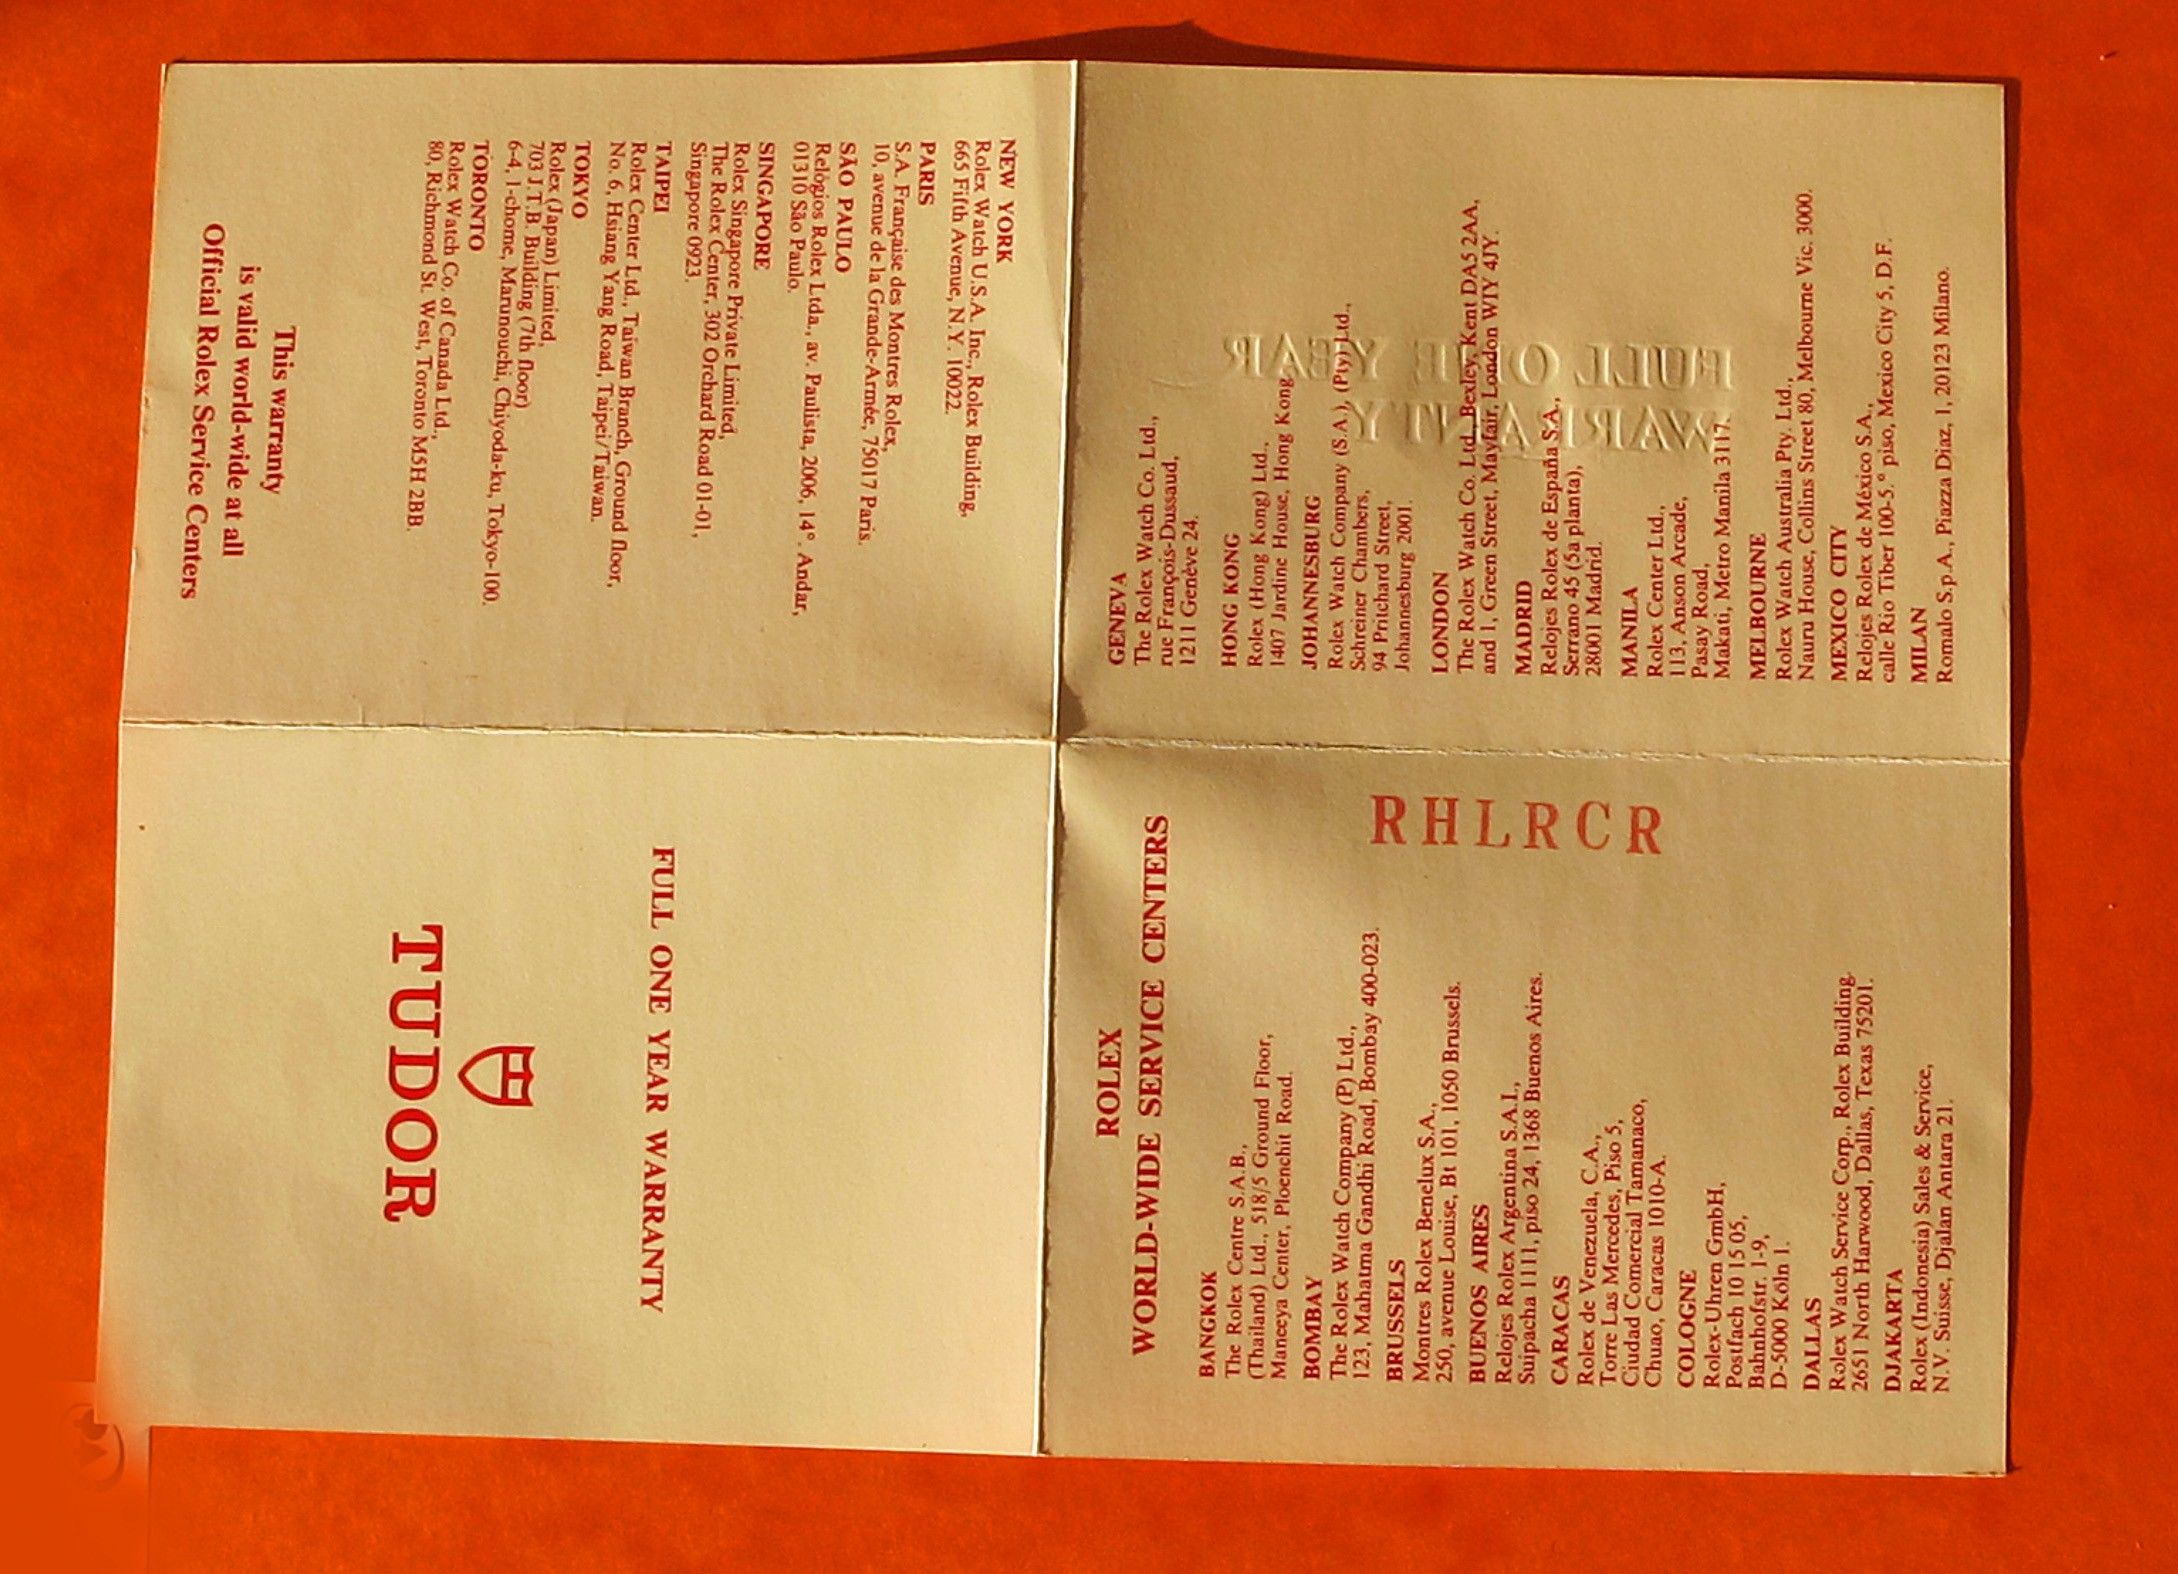 TUDOR
FULL ONE YEAR WARRANTY
ROLEX
WORLD-WIDE SERVICE CENTERS
RHLRCR
BANGKOK
The Rolex Centre S.A.B.,
(Thailand) Ltd., 518/5 Ground Floor,
Maneeya Center, Ploenchit Road.
BOMBAY
The Rolex Watch Company (P) Ltd.,
123, Mahatma Gandhi Road, Bombay 400-023.
BRUSSELS
Montres Rolex Benelux S.A.,
250, avenue Louise, Bt 101, 1050 Brussels.
BUENOS AIRES
Relojes Rolex Argentina S.A.I.,
Suipacha 1111, piso 24, 1368 Buenos Aires.
CARACAS
Rolex de Venezuela, C.A.,
Torre Las Mercedes, Piso 5,
Ciudad Comercial Tamanaco,
Chuao, Caracas 1010-A.
COLOGNE
Rolex-Uhren GmbH,
Postfach 10 15 05,
Bahnhofstr. 1-9,
D-5000 Köln 1.
DALLAS
Rolex Watch Service Corp., Rolex Building
2651 North Harwood, Dallas, Texas 75201.
DJAKARTA
Rolex (Indonesia) Sales & Service,
N.V. Suisse, Djalan Antara 21.
GENEVA
The Rolex Watch Co. Ltd.,
rue François-Dussaud,
1211 Genève 24.
HONG KONG
Rolex (Hong Kong) Ltd.,
1407 Jardine House, Hong Kong.
JOHANNESBURG
Rolex Watch Company (S.A.), (Pty) Ltd.,
Schreiner Chambers,
94 Pritchard Street,
Johannesburg 2001.
LONDON
The Rolex Watch Co. Ltd., Bexley, Kent DA5 2AA,
and 1, Green Street, Mayfair, London W1Y 4JY.
MADRID
Relojes Rolex de España S.A.,
Serrano 45 (5a planta),
28001 Madrid.
MANILA
Rolex Center Ltd.,
113, Anson Arcade,
Pasay Road,
Makati, Metro Manila 3117.
MELBOURNE
Rolex Watch Australia Pty. Ltd.,
Nauru House, Collins Street 80, Melbourne Vic. 3000.
MEXICO CITY
Relojes Rolex de México S.A.,
calle Rio Tiber 100-5.° piso, Mexico City 5, D.F.
MILAN
Romalo S.p.A., Piazza Diaz, 1, 20123 Milano.
FULL ONE YEAR
WARRANTY
NEW YORK
Rolex Watch U.S.A. Inc., Rolex Building,
665 Fifth Avenue, N.Y. 10022.
PARIS
S.A. Française des Montres Rolex,
10, avenue de la Grande-Armée, 75017 Paris.
SÃO PAULO
Relógios Rolex Ltda., av. Paulista, 2006, 14°. Andar,
01310 São Paulo.
SINGAPORE
Rolex Singapore Private Limited,
The Rolex Center, 302 Orchard Road 01-01,
Singapore 0923.
TAIPEI
Rolex Center Ltd., Taïwan Branch, Ground floor,
No. 6, Hsiang Yang Road, Taipei/Taiwan.
TOKYO
Rolex (Japan) Limited,
703 J.T.B. Building (7th floor)
6-4, 1-chome, Marunouchi, Chiyoda-ku, Tokyo-100.
TORONTO
Rolex Watch Co. of Canada Ltd.,
80, Richmond St. West, Toronto M5H 2BB.
This warranty
is valid world-wide at all
Official Rolex Service Centers